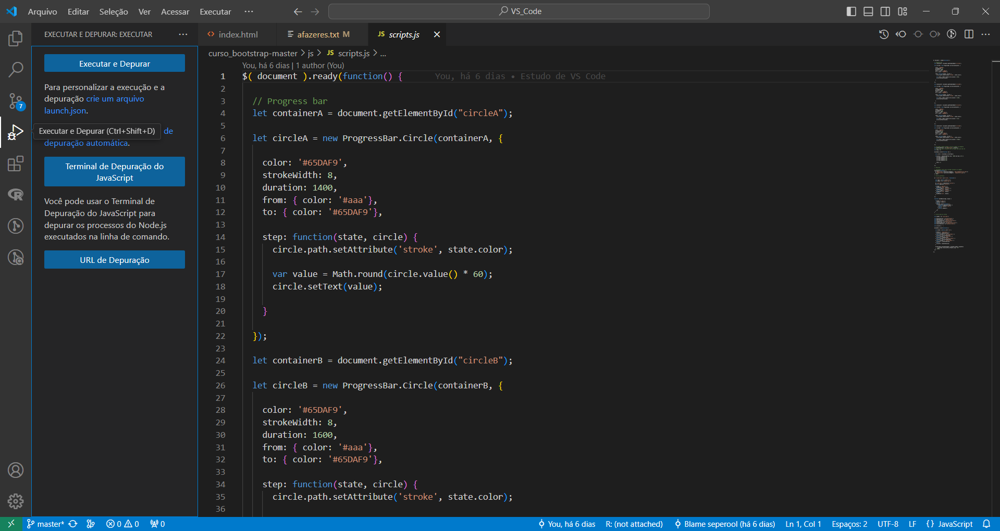 Arquivo Editar Seleção Ver Acessar Executar ···
VS_Code
EXECUTAR E DEPURAR: EXECUTAR ···
Executar e Depurar
Para personalizar a execução e a
depuração crie um arquivo
launch.json.
Executar e Depurar (Ctrl+Shift+D) de
depuração automática.
Terminal de Depuração do
JavaScript
Você pode usar o Terminal de
Depuração do JavaScript para
depurar os processos do Node.js
executados na linha de comando.
URL de Depuração
7
R
<> index.html
afazeres.txt M
JS scripts.js
curso_bootstrap-master > js > JS scripts.js > ...
You, há 6 dias | 1 author (You)
1 $( document ).ready(function() { You, há 6 dias • Estudo de VS Code
2
3 // Progress bar
4 let containerA = document.getElementById("circleA");
5
6 let circleA = new ProgressBar.Circle(containerA, {
7
8 color: '#65DAF9',
9 strokeWidth: 8,
10 duration: 1400,
11 from: { color: '#aaa'},
12 to: { color: '#65DAF9'},
13
14 step: function(state, circle) {
15 circle.path.setAttribute('stroke', state.color);
16
17 var value = Math.round(circle.value() * 60);
18 circle.setText(value);
19
20 }
21
22 });
23
24 let containerB = document.getElementById("circleB");
25
26 let circleB = new ProgressBar.Circle(containerB, {
27
28 color: '#65DAF9',
29 strokeWidth: 8,
30 duration: 1600,
31 from: { color: '#aaa'},
32 to: { color: '#65DAF9'},
33
34 step: function(state, circle) {
35 circle.path.setAttribute('stroke', state.color);
36
master* 0 0 0 You, há 6 dias R: (not attached) Blame seperool (há 6 dias) Ln 1, Col 1 Espaços: 2 UTF-8 LF {} JavaScript